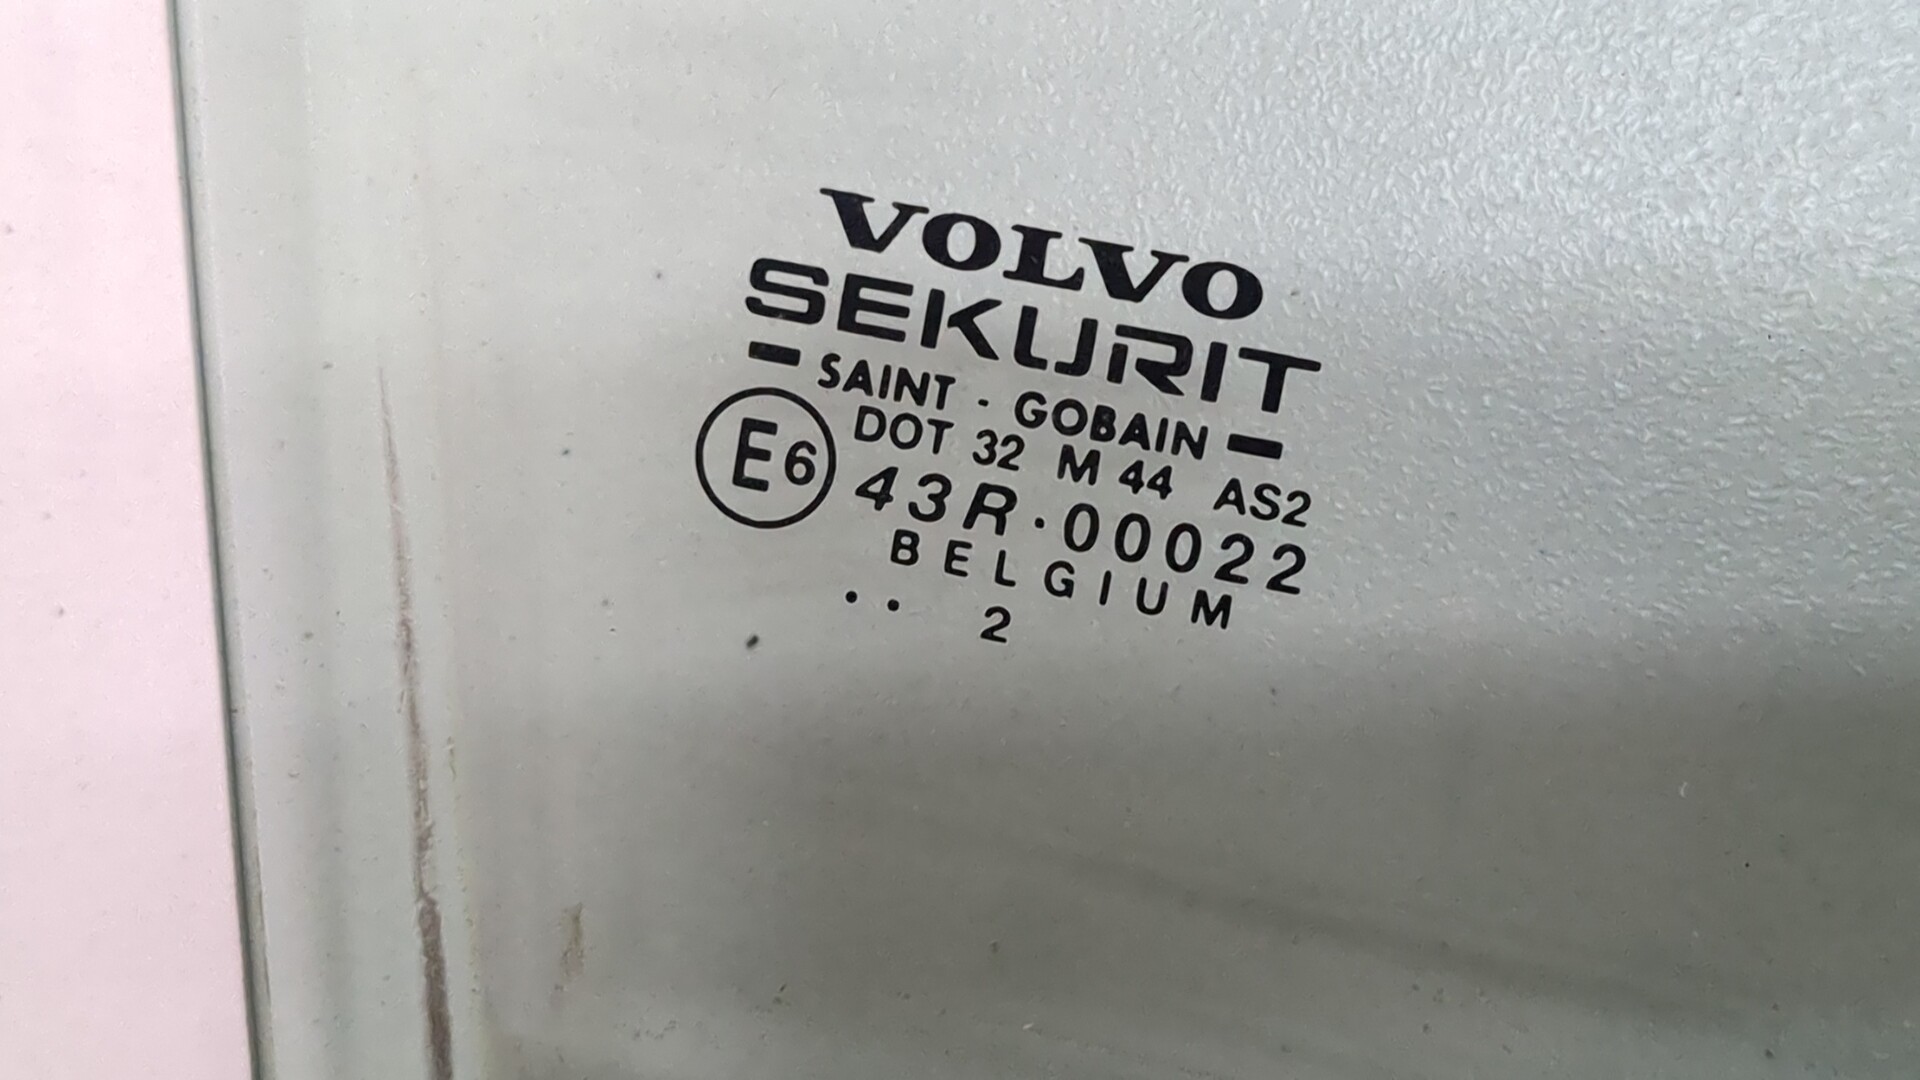 VOLVO
SEKURIT
SAINT - GOBAIN
DOT 32 M 44 AS2
E6 43R·00022
BELGIUM
.. 2